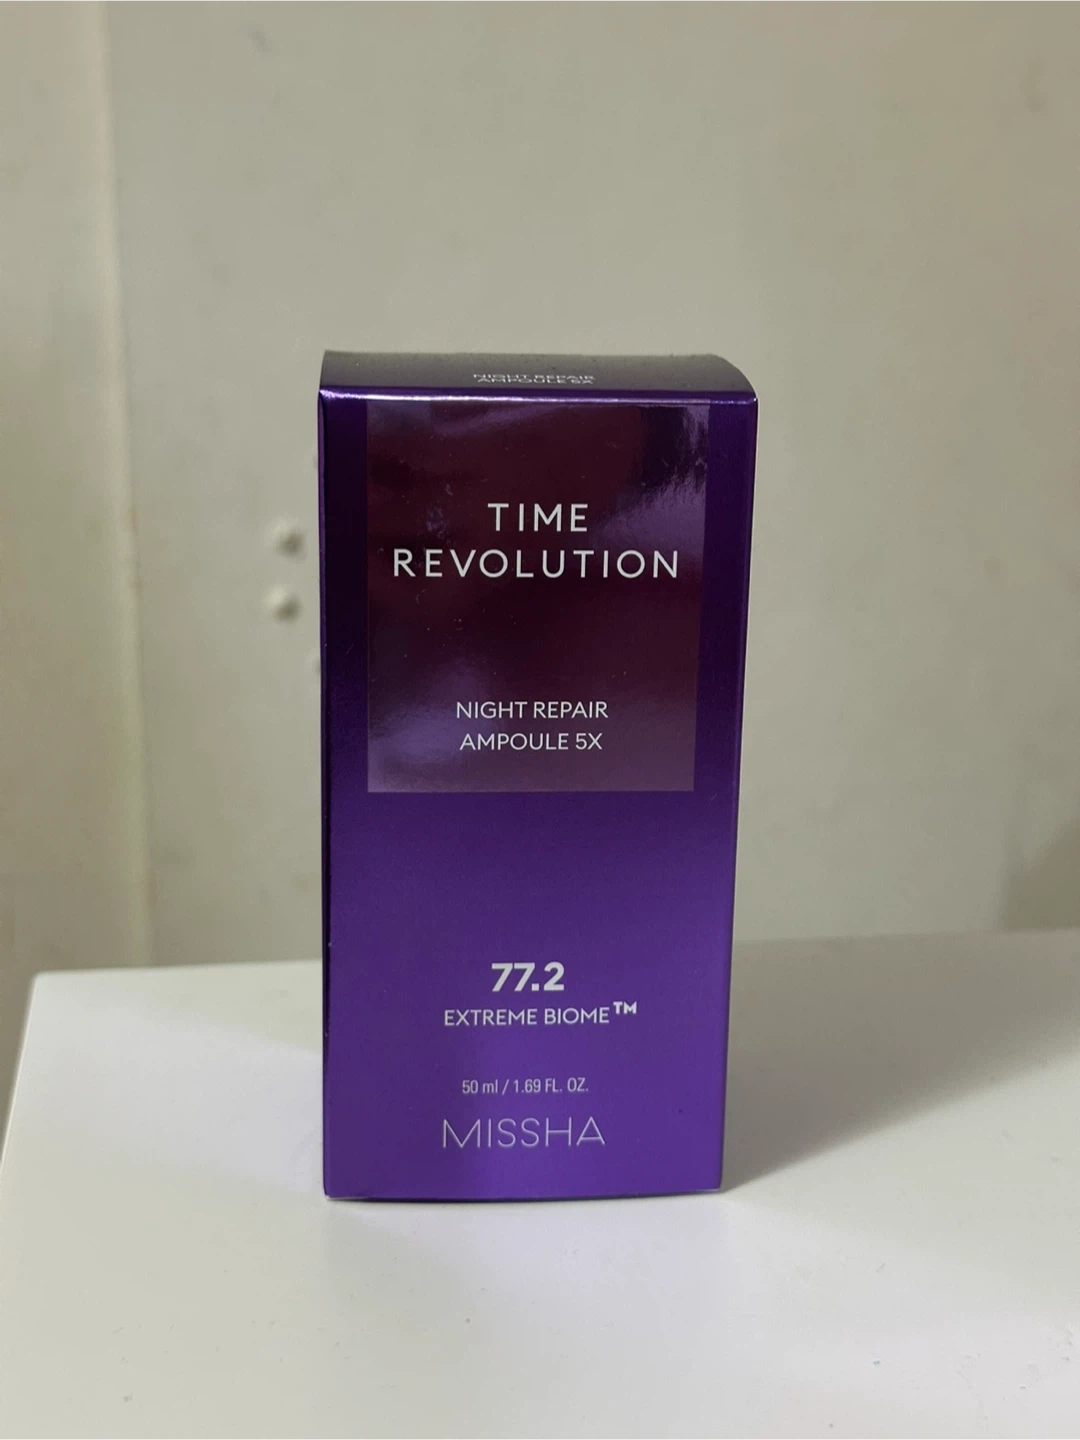 NIGHT REPAIR
AMPOULE 5X
TIME
REVOLUTION
NIGHT REPAIR
AMPOULE 5X
77.2
EXTREME BIOME™
50 ml / 1.69 FL. OZ.
MISSHA